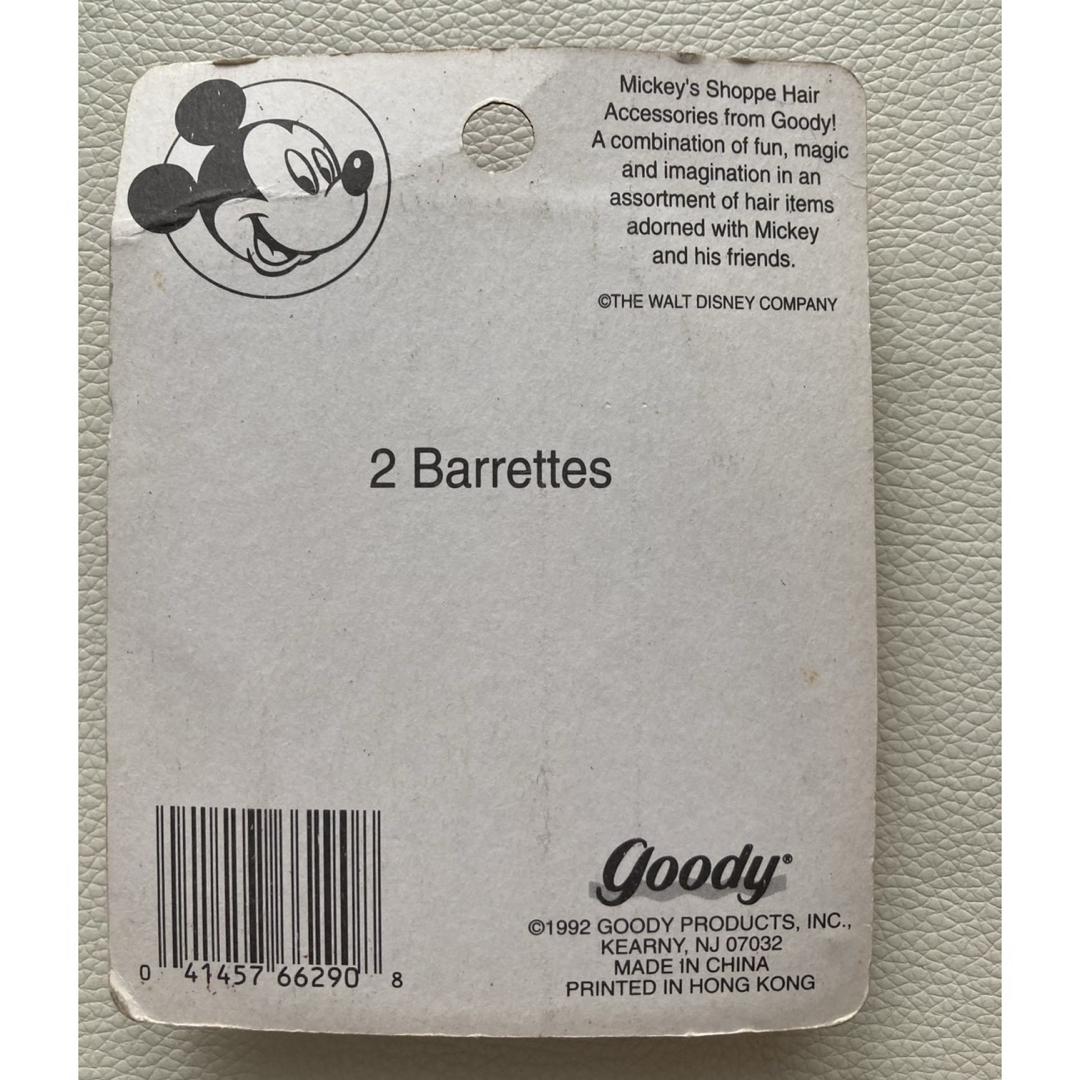 Mickey's Shoppe Hair
Accessories from Goody!
A combination of fun, magic
and imagination in an
assortment of hair items
adorned with Mickey
and his friends.
©THE WALT DISNEY COMPANY
2 Barrettes
0 41457 66290 8
goody®
©1992 GOODY PRODUCTS, INC.,
KEARNY, NJ 07032
MADE IN CHINA
PRINTED IN HONG KONG